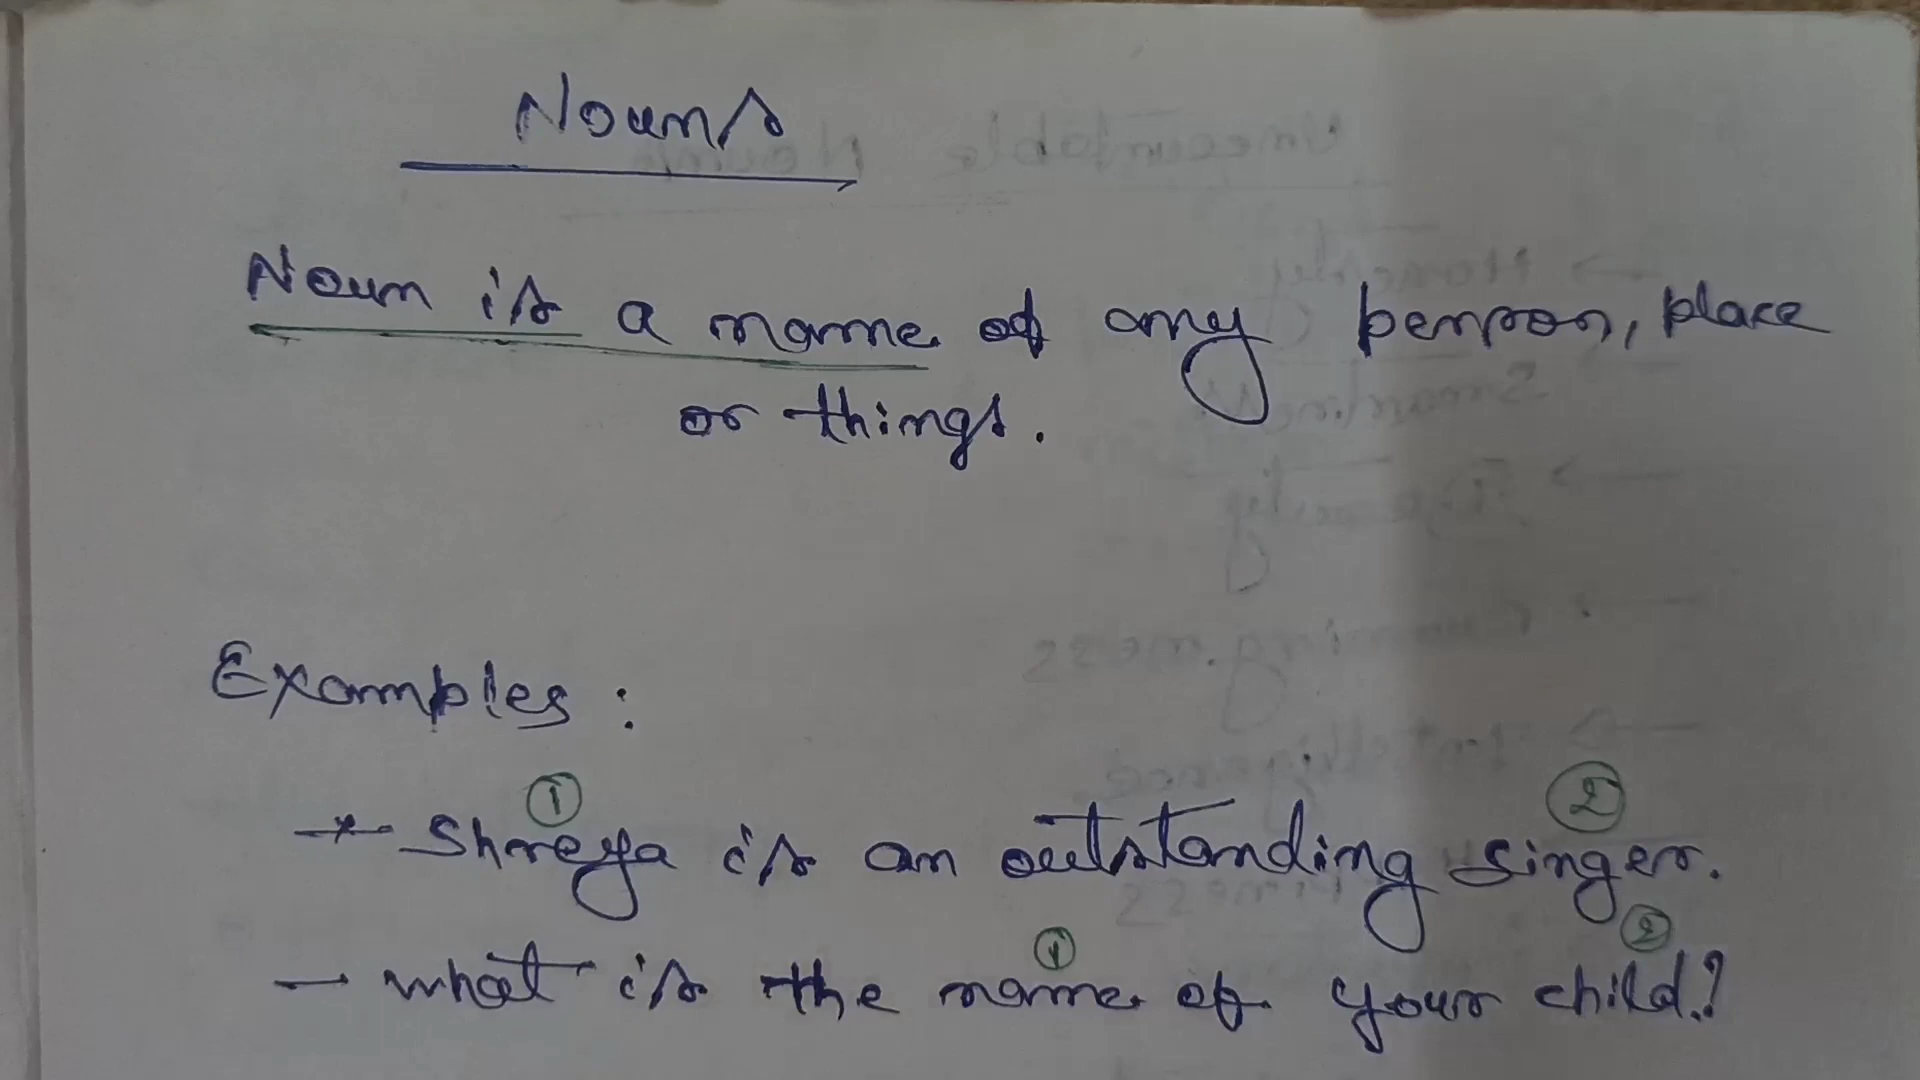 Nouns
Noun is a name of any person, place
or things.
Examples :
① ②
→ Shreya is an outstanding singer.
① ②
— what is the name of your child?